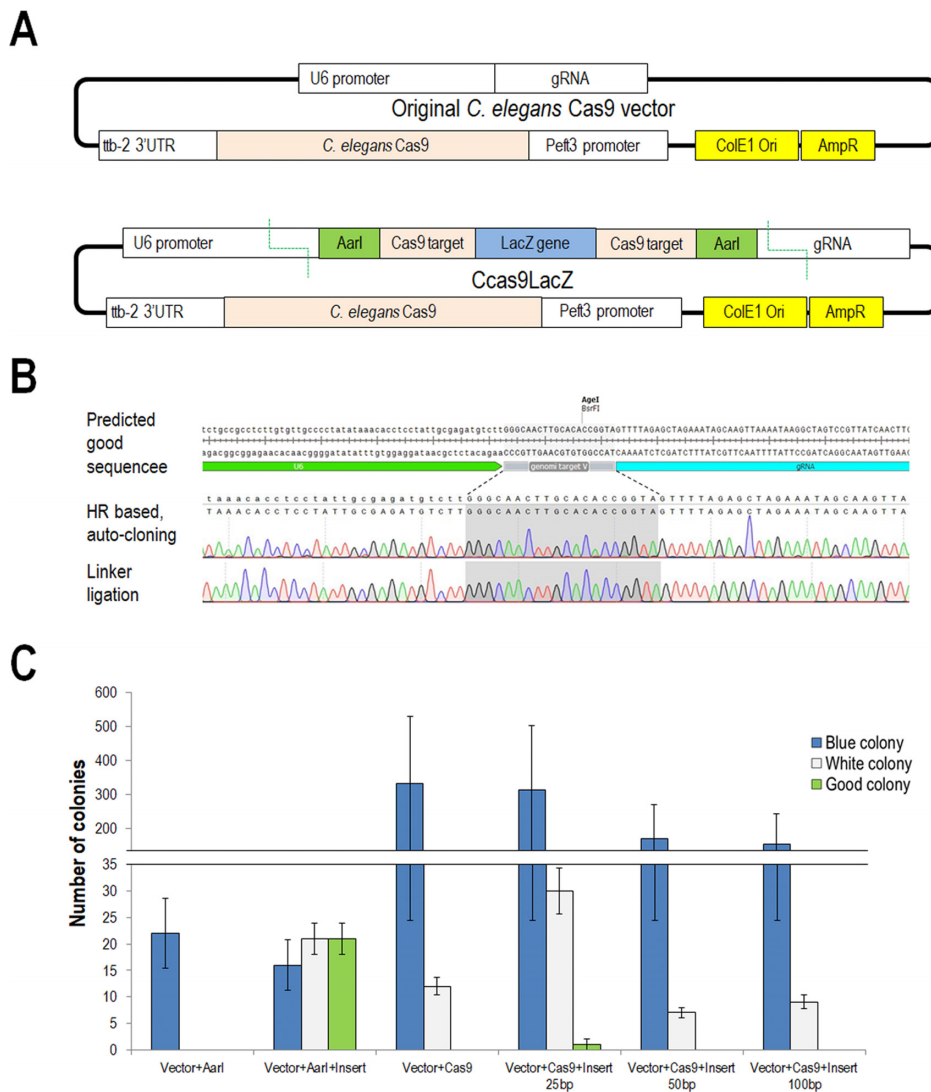 A
U6 promoter gRNA
Original C. elegans Cas9 vector
ttb-2 3'UTR C. elegans Cas9 Peft3 promoter ColE1 Ori AmpR
U6 promoter AarI Cas9 target LacZ gene Cas9 target AarI gRNA
Ccas9LacZ
ttb-2 3'UTR C. elegans Cas9 Peft3 promoter ColE1 Ori AmpR
B
Predicted
good
sequencee
AgeI
BsrFI
tctgccgcctcttgtgttgcccctatataaacacctcctattgcgagatgtcttGGGCAACTTGCACACCGGTAGTTTTAGAGCTAGAAATAGCAAGTTAAAATAAGGCTAGTCCGTTATCAACTTG
agacggcggagaacacaacggggatatatttgtggaggataacgctctacagaaCCCGTTGAACGTGTGGCCATCAAAATCTCGATCTTTATCGTTCAATTTTATTCCGATCAGGCAATAGTTGAAC
U6 genomi target V gRNA
HR based,
auto-cloning
taaacacctcctattgcgagatgtcttGGGCAACTTGCACACCGGTAGTTTTAGAGCTAGAAATAGCAAGTTA
TAAACACCTCCTATTGCGAGATGTCTTGGGCAACTTGCACACCGGTAGTTTTAGAGCTAGAAATAGCAAGTTA
Linker
ligation
C
Number of colonies
600
500
400
300
200
35
30
25
20
15
10
5
0
Blue colony
White colony
Good colony
Vector+AarI Vector+AarI+Insert Vector+Cas9 Vector+Cas9+Insert Vector+Cas9+Insert Vector+Cas9+Insert
25bp 50bp 100bp